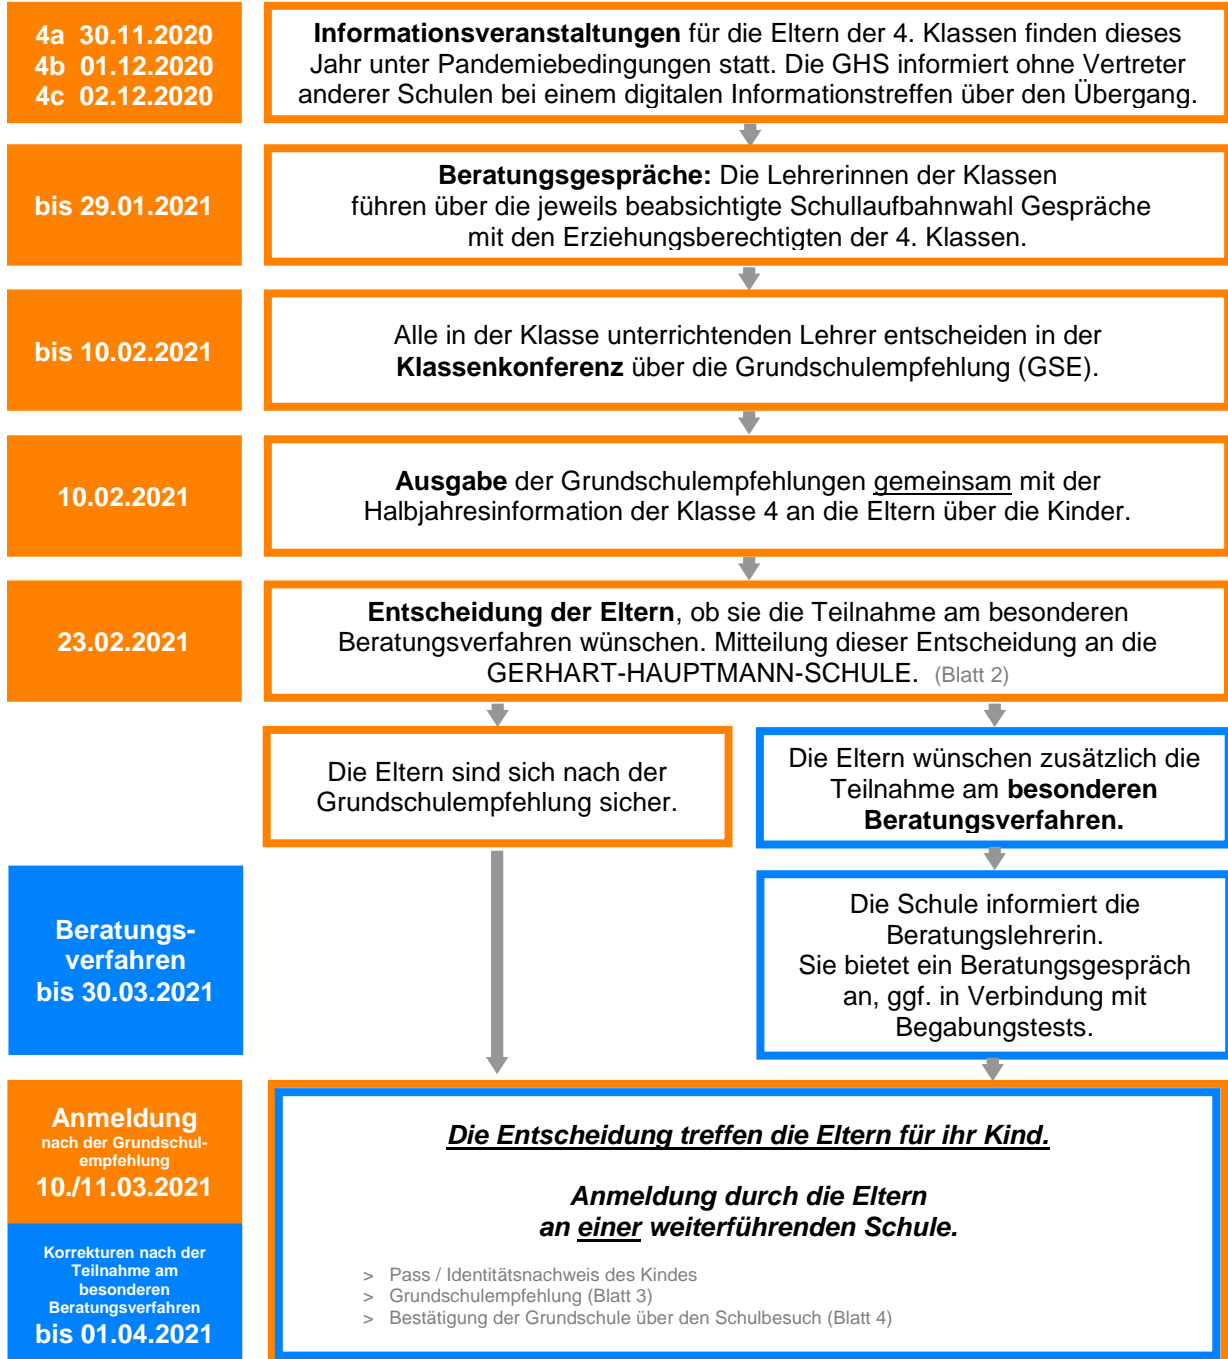 4a 30.11.2020
4b 01.12.2020
4c 02.12.2020
Informationsveranstaltungen für die Eltern der 4. Klassen finden dieses
Jahr unter Pandemiebedingungen statt. Die GHS informiert ohne Vertreter
anderer Schulen bei einem digitalen Informationstreffen über den Übergang.
bis 29.01.2021
Beratungsgespräche: Die Lehrerinnen der Klassen
führen über die jeweils beabsichtigte Schullaufbahnwahl Gespräche
mit den Erziehungsberechtigten der 4. Klassen.
bis 10.02.2021
Alle in der Klasse unterrichtenden Lehrer entscheiden in der
Klassenkonferenz über die Grundschulempfehlung (GSE).
10.02.2021
Ausgabe der Grundschulempfehlungen gemeinsam mit der
Halbjahresinformation der Klasse 4 an die Eltern über die Kinder.
23.02.2021
Entscheidung der Eltern, ob sie die Teilnahme am besonderen
Beratungsverfahren wünschen. Mitteilung dieser Entscheidung an die
GERHART-HAUPTMANN-SCHULE. (Blatt 2)
Die Eltern sind sich nach der
Grundschulempfehlung sicher.
Die Eltern wünschen zusätzlich die
Teilnahme am besonderen
Beratungsverfahren.
Beratungs-
verfahren
bis 30.03.2021
Die Schule informiert die
Beratungslehrerin.
Sie bietet ein Beratungsgespräch
an, ggf. in Verbindung mit
Begabungstests.
Anmeldung
nach der Grundschul-
empfehlung
10./11.03.2021
Korrekturen nach der
Teilnahme am
besonderen
Beratungsverfahren
bis 01.04.2021
Die Entscheidung treffen die Eltern für ihr Kind.
Anmeldung durch die Eltern
an einer weiterführenden Schule.
> Pass / Identitätsnachweis des Kindes
> Grundschulempfehlung (Blatt 3)
> Bestätigung der Grundschule über den Schulbesuch (Blatt 4)